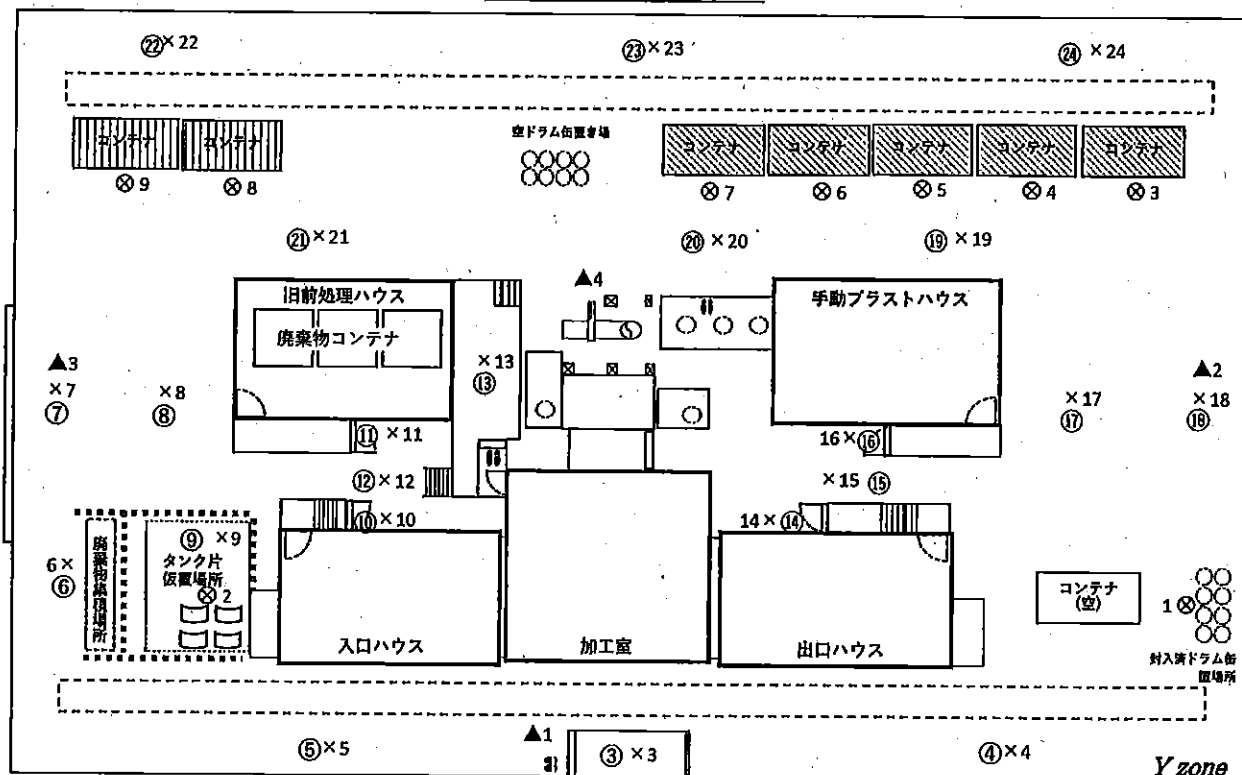 ㉒×22
㉓×23
㉔×24
コンテナ
コンテナ
空ドラム缶置き場
コンテナ
コンテナ
コンテナ
コンテナ
コンテナ
⊗9
⊗8
⊗7
⊗6
⊗5
⊗4
⊗3
㉑×21
⑳×20
⑲×19
▲4
旧前処理ハウス
廃棄物コンテナ
手動ブラストハウス
▲3
×7
⑦
×8
⑧
×13
⑬
▲2
×17
⑰
×18
⑱
⑪×11
16×⑯
⑫×12
×15⑮
⑩×10
14×⑭
⑨×9
タンク片
仮置場所
⊗2
6×
⑥
廃棄物集積場所
コンテナ
(空)
1⊗
入口ハウス
加工室
出口ハウス
封入済ドラム缶
置場所
⑤×5
▲1
③×3
④×4
Y zone